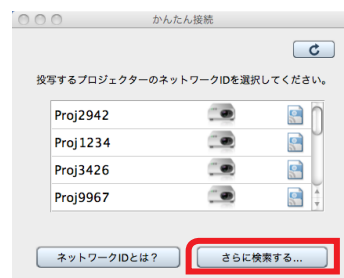 かんたん接続
投写するプロジェクターのネットワークIDを選択してください。
Proj2942
Proj1234
Proj3426
Proj9967
ネットワークIDとは？ さらに検索する...